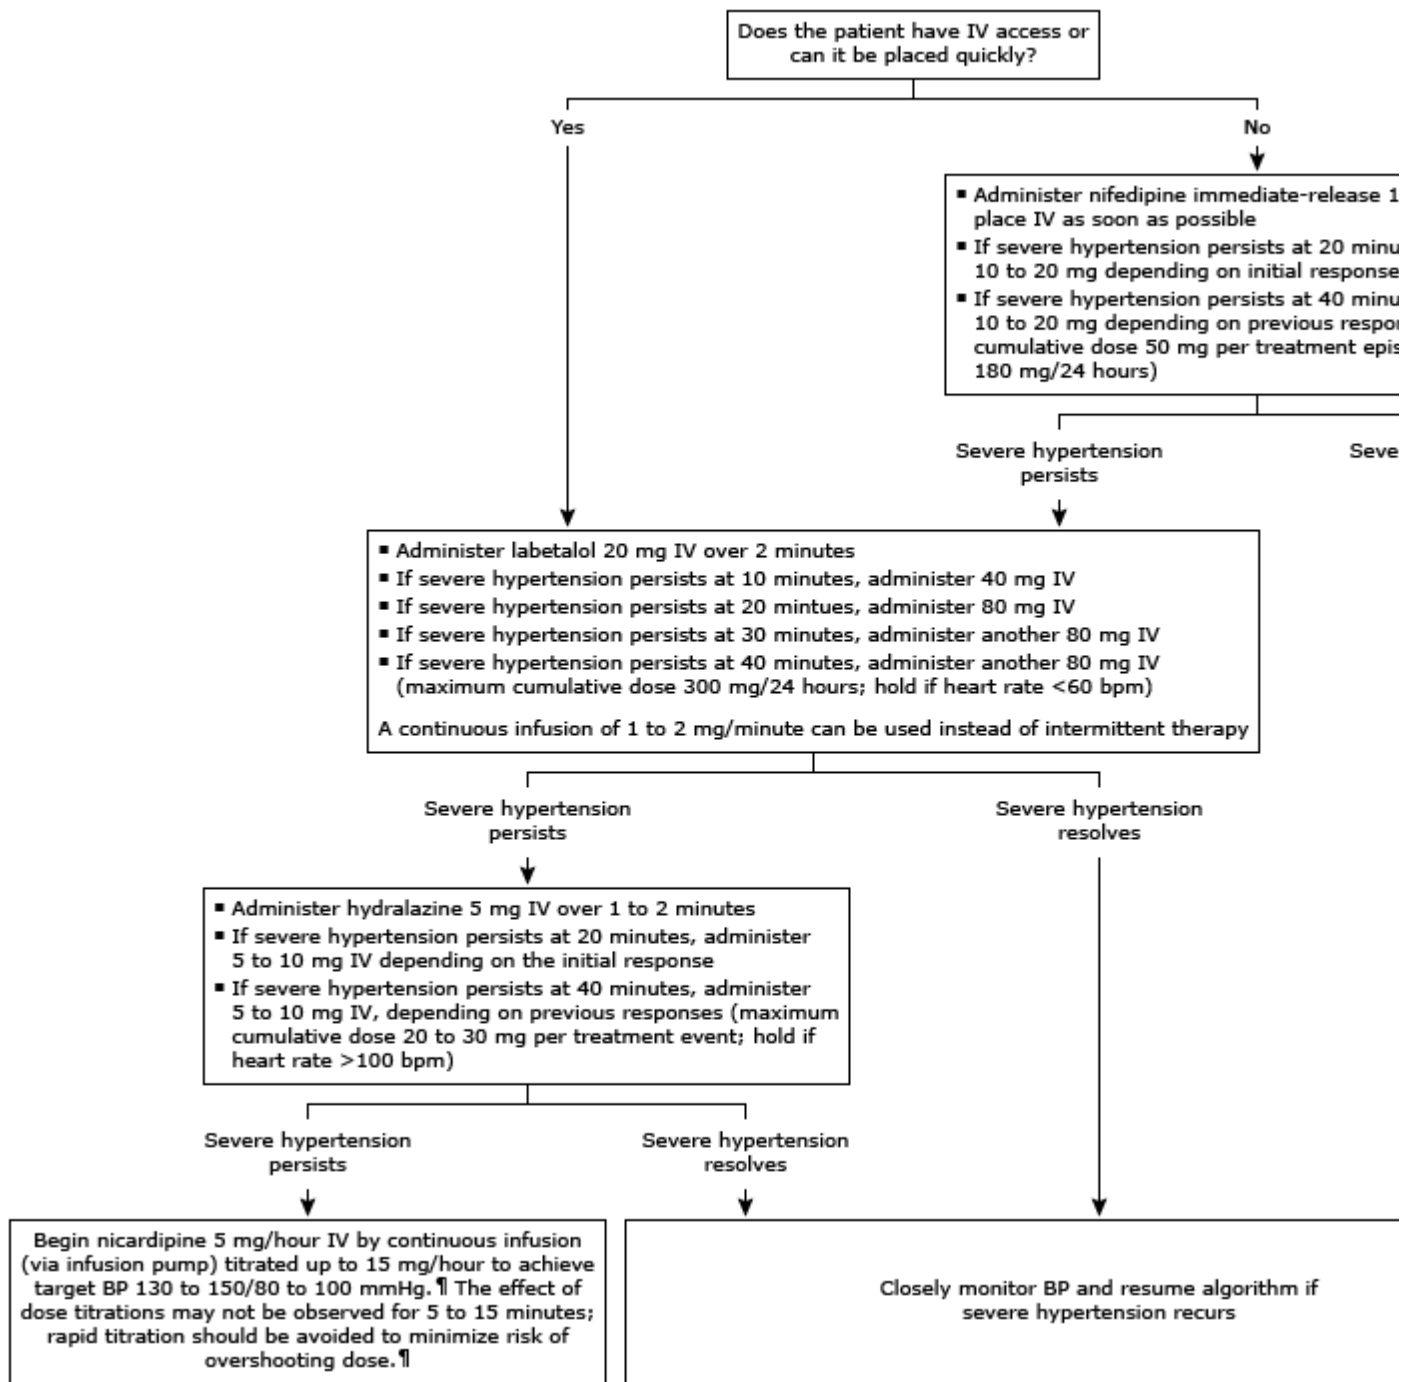 Does the patient have IV access or
can it be placed quickly?
Yes
No
▪ Administer nifedipine immediate-release 1
place IV as soon as possible
▪ If severe hypertension persists at 20 minu
10 to 20 mg depending on initial response
▪ If severe hypertension persists at 40 minu
10 to 20 mg depending on previous respo
cumulative dose 50 mg per treatment epis
180 mg/24 hours)
Severe hypertension
persists
Seve
▪ Administer labetalol 20 mg IV over 2 minutes
▪ If severe hypertension persists at 10 minutes, administer 40 mg IV
▪ If severe hypertension persists at 20 mintues, administer 80 mg IV
▪ If severe hypertension persists at 30 minutes, administer another 80 mg IV
▪ If severe hypertension persists at 40 minutes, administer another 80 mg IV
(maximum cumulative dose 300 mg/24 hours; hold if heart rate <60 bpm)
A continuous infusion of 1 to 2 mg/minute can be used instead of intermittent therapy
Severe hypertension
persists
Severe hypertension
resolves
▪ Administer hydralazine 5 mg IV over 1 to 2 minutes
▪ If severe hypertension persists at 20 minutes, administer
5 to 10 mg IV depending on the initial response
▪ If severe hypertension persists at 40 minutes, administer
5 to 10 mg IV, depending on previous responses (maximum
cumulative dose 20 to 30 mg per treatment event; hold if
heart rate >100 bpm)
Severe hypertension
persists
Severe hypertension
resolves
Begin nicardipine 5 mg/hour IV by continuous infusion
(via infusion pump) titrated up to 15 mg/hour to achieve
target BP 130 to 150/80 to 100 mmHg.¶ The effect of
dose titrations may not be observed for 5 to 15 minutes;
rapid titration should be avoided to minimize risk of
overshooting dose.¶
Closely monitor BP and resume algorithm if
severe hypertension recurs